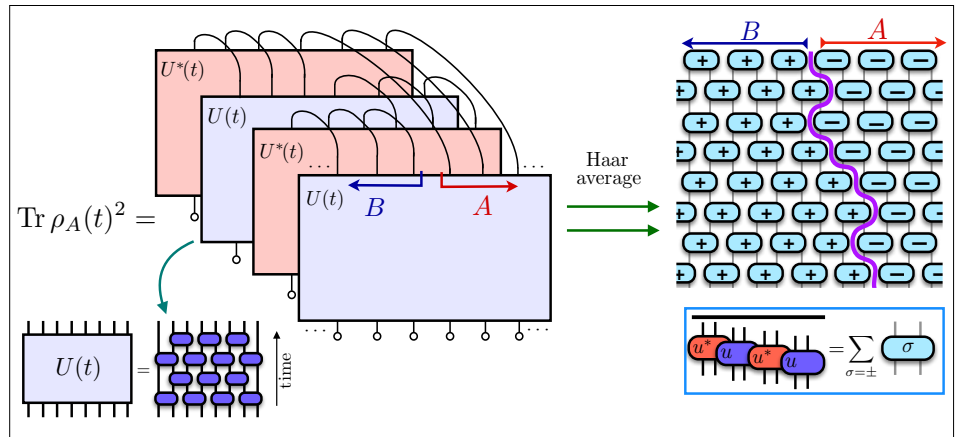 U*(t)
U(t)
U*(t)
U(t)
... ...
B A
... ...
Tr ρ_A(t)² =
U(t) =
time
Haar
average
B A
+ + + − − −
+ + + + − −
+ + + − − −
+ + + + − −
+ + + + − −
+ + + + − −
+ + + + − −
+ + + + − −
u* u u* u = ∑ σ=± σ